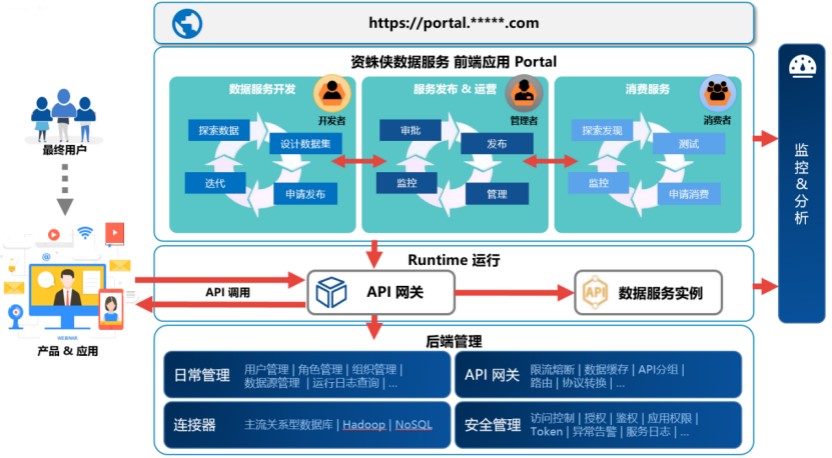 https://portal.*****.com
资蛛侠数据服务 前端应用 Portal
数据服务开发
开发者
探索数据
设计数据集
迭代
申请发布
服务发布 & 运营
管理者
审批
发布
监控
管理
消费服务
消费者
探索发现
测试
监控
申请消费
监控&分析
最终用户
WEBINAR
产品 & 应用
Runtime 运行
API 调用
API 网关
API
数据服务实例
后端管理
日常管理
用户管理 | 角色管理 | 组织管理 |
数据源管理 | 运行日志查询 | ...
API 网关
限流熔断 | 数据缓存 | API分组 |
路由 | 协议转换 | ...
连接器
主流关系型数据库 | Hadoop | NoSQL
安全管理
访问控制 | 授权 | 鉴权 | 应用权限 |
Token | 异常告警 | 服务日志 | ...